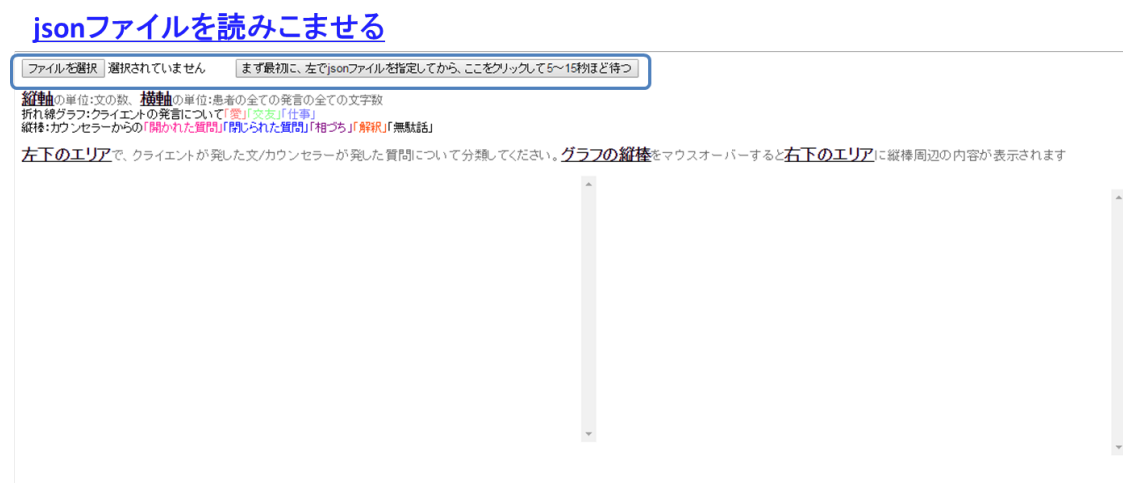 jsonファイルを読みこませる
ファイルを選択 選択されていません まず最初に、左でjsonファイルを指定してから、ここをクリックして5～15秒ほど待つ
縦軸の単位:文の数、 横軸の単位:患者の全ての発言の全ての文字数
折れ線グラフ:クライエントの発言について「愛」「交友」「仕事」
縦棒:カウンセラーからの「開かれた質問」「閉じられた質問」「相づち」「解釈」「無駄話」
左下のエリアで、クライエントが発した文/カウンセラーが発した質問について分類してください。グラフの縦棒をマウスオーバーすると右下のエリアに縦棒周辺の内容が表示されます